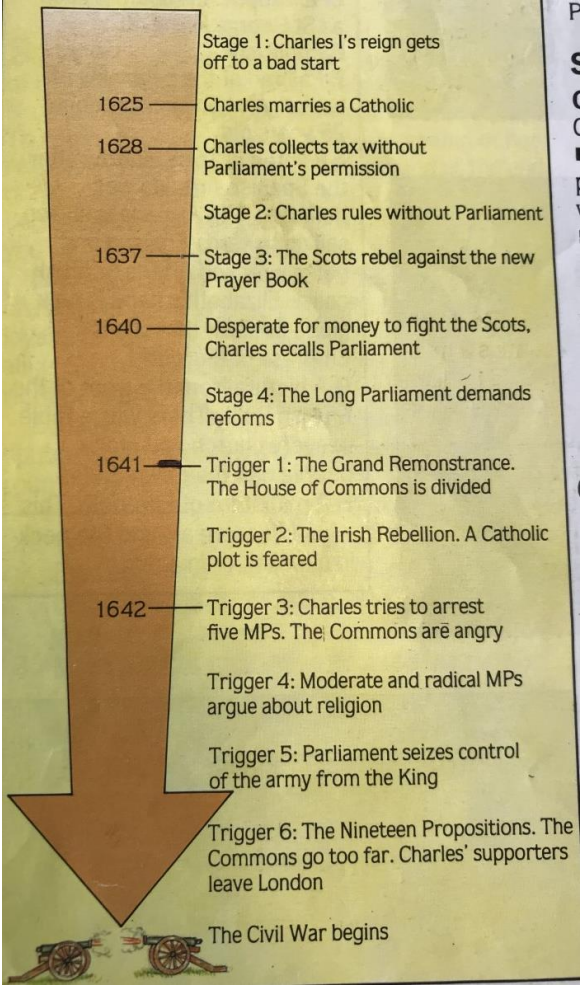 Stage 1: Charles I's reign gets
off to a bad start
1625 Charles marries a Catholic
1628 Charles collects tax without
Parliament's permission
Stage 2: Charles rules without Parliament
1637 Stage 3: The Scots rebel against the new
Prayer Book
1640 Desperate for money to fight the Scots,
Charles recalls Parliament
Stage 4: The Long Parliament demands
reforms
1641 Trigger 1: The Grand Remonstrance.
The House of Commons is divided
Trigger 2: The Irish Rebellion. A Catholic
plot is feared
1642 Trigger 3: Charles tries to arrest
five MPs. The Commons are angry
Trigger 4: Moderate and radical MPs
argue about religion
Trigger 5: Parliament seizes control
of the army from the King
Trigger 6: The Nineteen Propositions. The
Commons go too far. Charles' supporters
leave London
The Civil War begins